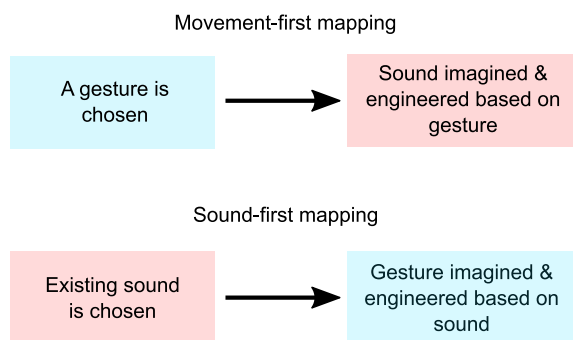 Movement-first mapping
A gesture is
chosen
Sound imagined &
engineered based on
gesture
Sound-first mapping
Existing sound
is chosen
Gesture imagined &
engineered based on
sound